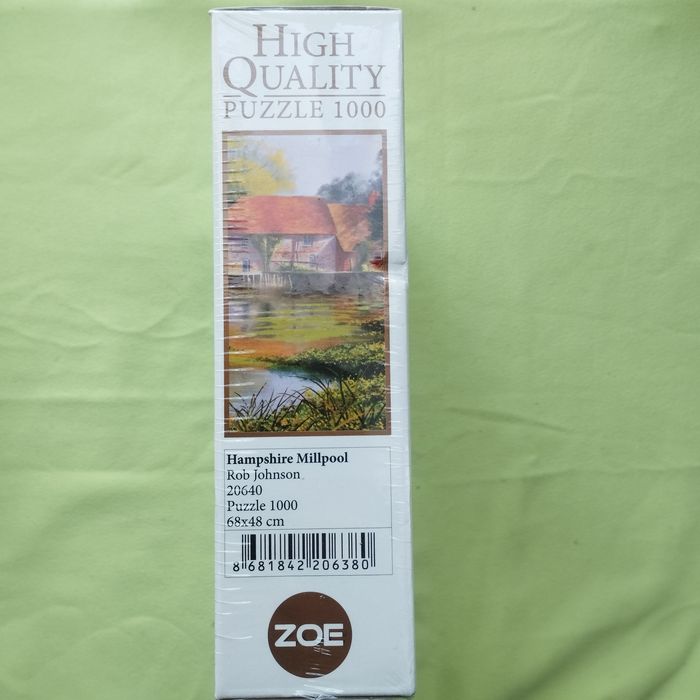 HIGH
QUALITY
PUZZLE 1000
Hampshire Millpool
Rob Johnson
20640
Puzzle 1000
68x48 cm
8 681842 206380
ZOE